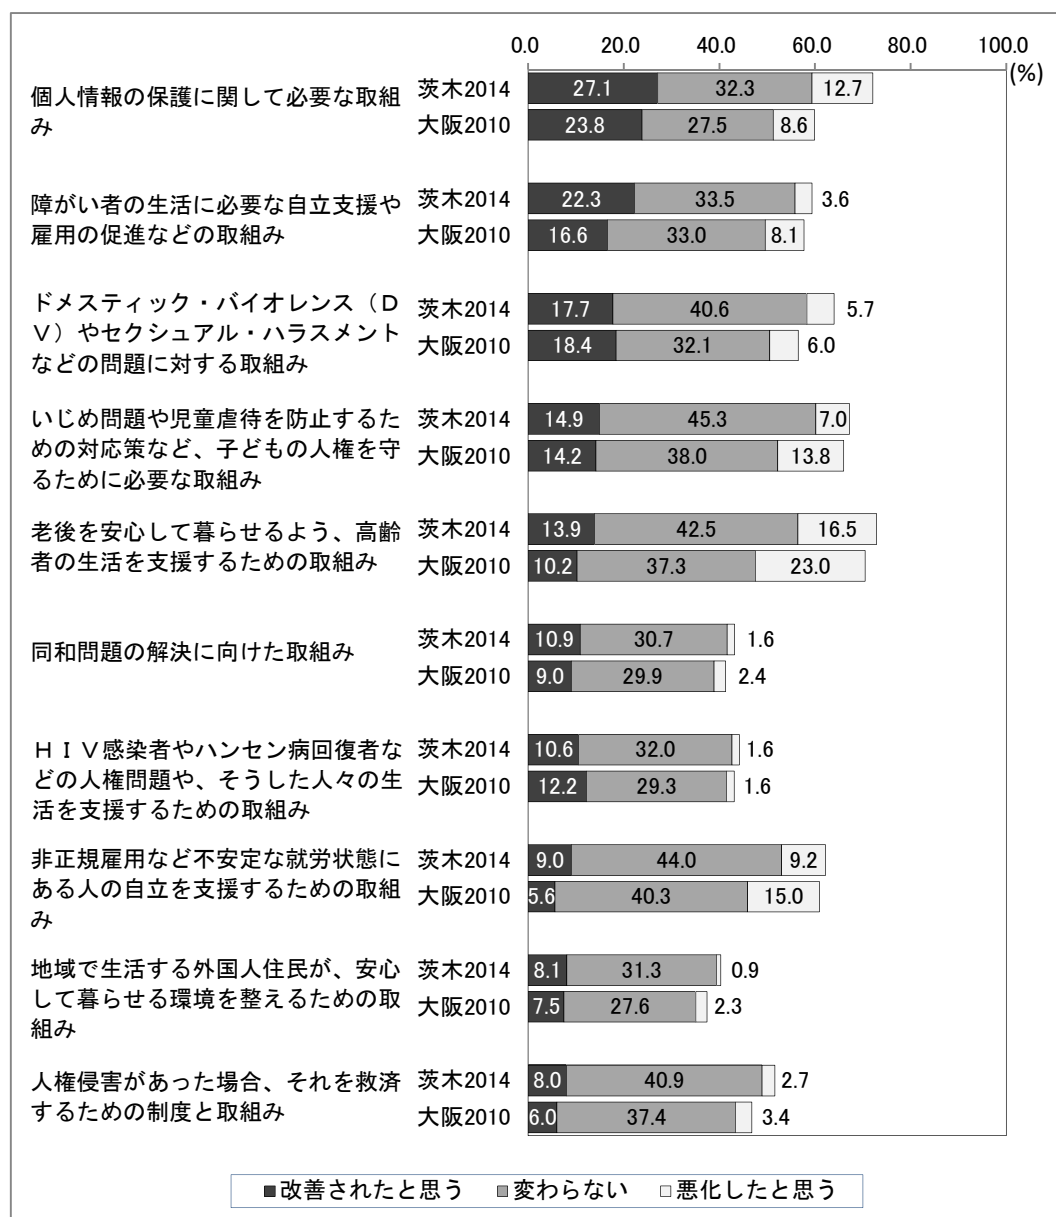 0.0 20.0 40.0 60.0 80.0 100.0
(%)
個人情報の保護に関して必要な取組
み
茨木2014 27.1 32.3 12.7
大阪2010 23.8 27.5 8.6
障がい者の生活に必要な自立支援や
雇用の促進などの取組み
茨木2014 22.3 33.5 3.6
大阪2010 16.6 33.0 8.1
ドメスティック・バイオレンス（Ｄ
Ｖ）やセクシュアル・ハラスメント
などの問題に対する取組み
茨木2014 17.7 40.6 5.7
大阪2010 18.4 32.1 6.0
いじめ問題や児童虐待を防止するた
めの対応策など、子どもの人権を守
るために必要な取組み
茨木2014 14.9 45.3 7.0
大阪2010 14.2 38.0 13.8
老後を安心して暮らせるよう、高齢
者の生活を支援するための取組み
茨木2014 13.9 42.5 16.5
大阪2010 10.2 37.3 23.0
同和問題の解決に向けた取組み
茨木2014 10.9 30.7 1.6
大阪2010 9.0 29.9 2.4
ＨＩＶ感染者やハンセン病回復者な
どの人権問題や、そうした人々の生
活を支援するための取組み
茨木2014 10.6 32.0 1.6
大阪2010 12.2 29.3 1.6
非正規雇用など不安定な就労状態に
ある人の自立を支援するための取組
み
茨木2014 9.0 44.0 9.2
大阪2010 5.6 40.3 15.0
地域で生活する外国人住民が、安心
して暮らせる環境を整えるための取
組み
茨木2014 8.1 31.3 0.9
大阪2010 7.5 27.6 2.3
人権侵害があった場合、それを救済
するための制度と取組み
茨木2014 8.0 40.9 2.7
大阪2010 6.0 37.4 3.4
■改善されたと思う ■変わらない □悪化したと思う